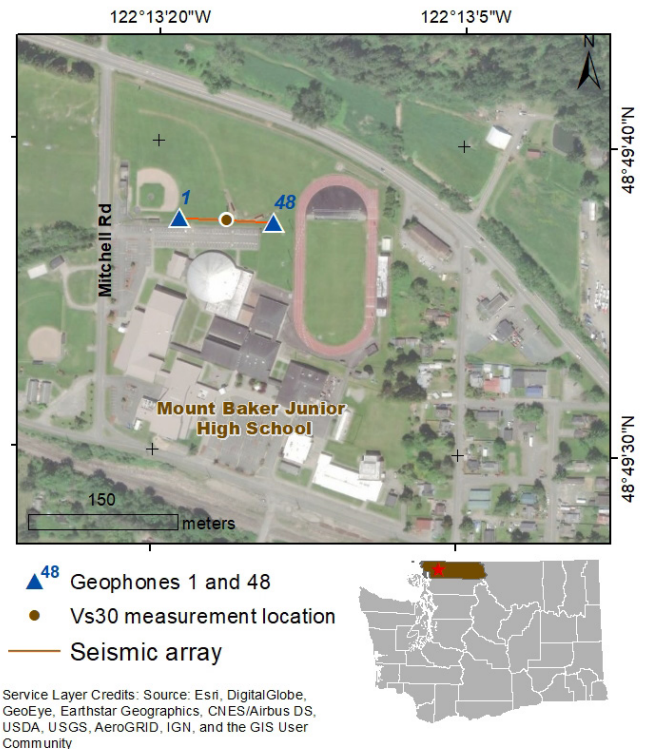 122°13'20"W 122°13'5"W
N
48°49'40"N
1
48
Mitchell Rd
Mount Baker Junior
High School
48°49'30"N
150
meters
48 Geophones 1 and 48
Vs30 measurement location
Seismic array
Service Layer Credits: Source: Esri, DigitalGlobe,
GeoEye, Earthstar Geographics, CNES/Airbus DS,
USDA, USGS, AeroGRID, IGN, and the GIS User
Community